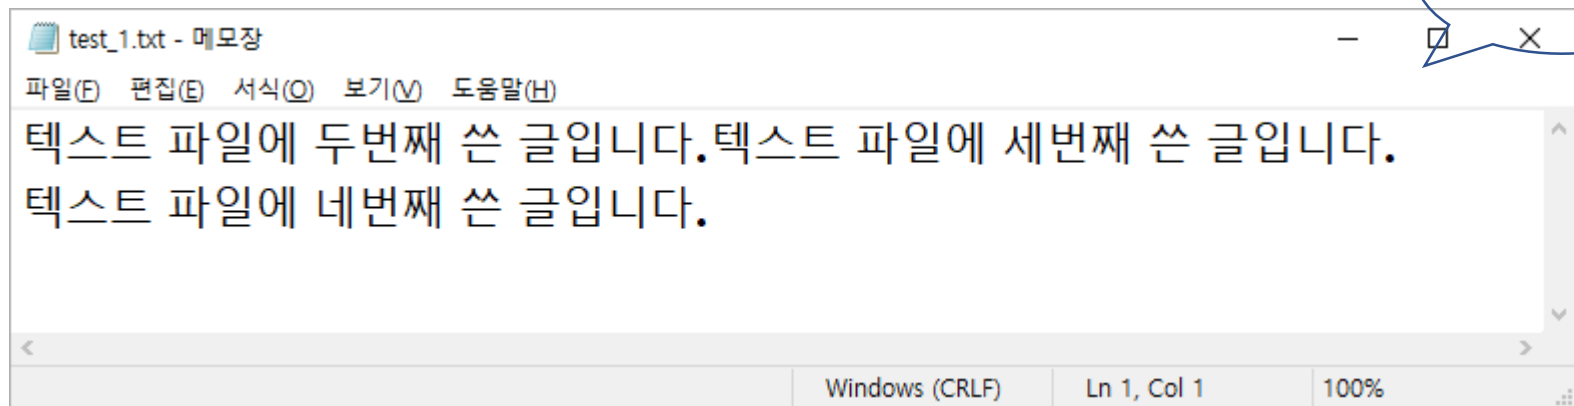 test_1.txt - 메모장
파일(F) 편집(E) 서식(O) 보기(V) 도움말(H)
텍스트 파일에 두번째 쓴 글입니다.텍스트 파일에 세번째 쓴 글입니다.
텍스트 파일에 네번째 쓴 글입니다.
Windows (CRLF) Ln 1, Col 1 100%